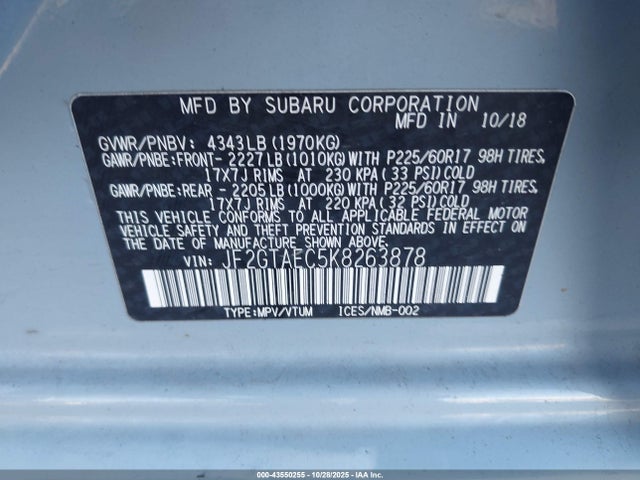 MFD BY SUBARU CORPORATION
MFD IN 10/18
GVWR/PNBV: 4343LB(1970KG)
GAWR/PNBE:FRONT- 2227LB(1010KG)WITH P225/60R17 98H TIRES,
17X7J RIMS AT 230 KPA(33 PSI)COLD
GAWR/PNBE:REAR - 2205LB(1000KG)WITH P225/60R17 98H TIRES,
17X7J RIMS AT 220 KPA(32 PSI)COLD
THIS VEHICLE CONFORMS TO ALL APPLICABLE FEDERAL MOTOR
VEHICLE SAFETY AND THEFT PREVENTION STANDARDS IN EFFECT
ON THE DATE OF MANUFACTURE SHOWN ABOVE.
VIN: JF2GTAEC5K8263878
TYPE:MPV/VTUM ICES/NMB-002
000-43550255 - 10/28/2025 - IAA Inc.